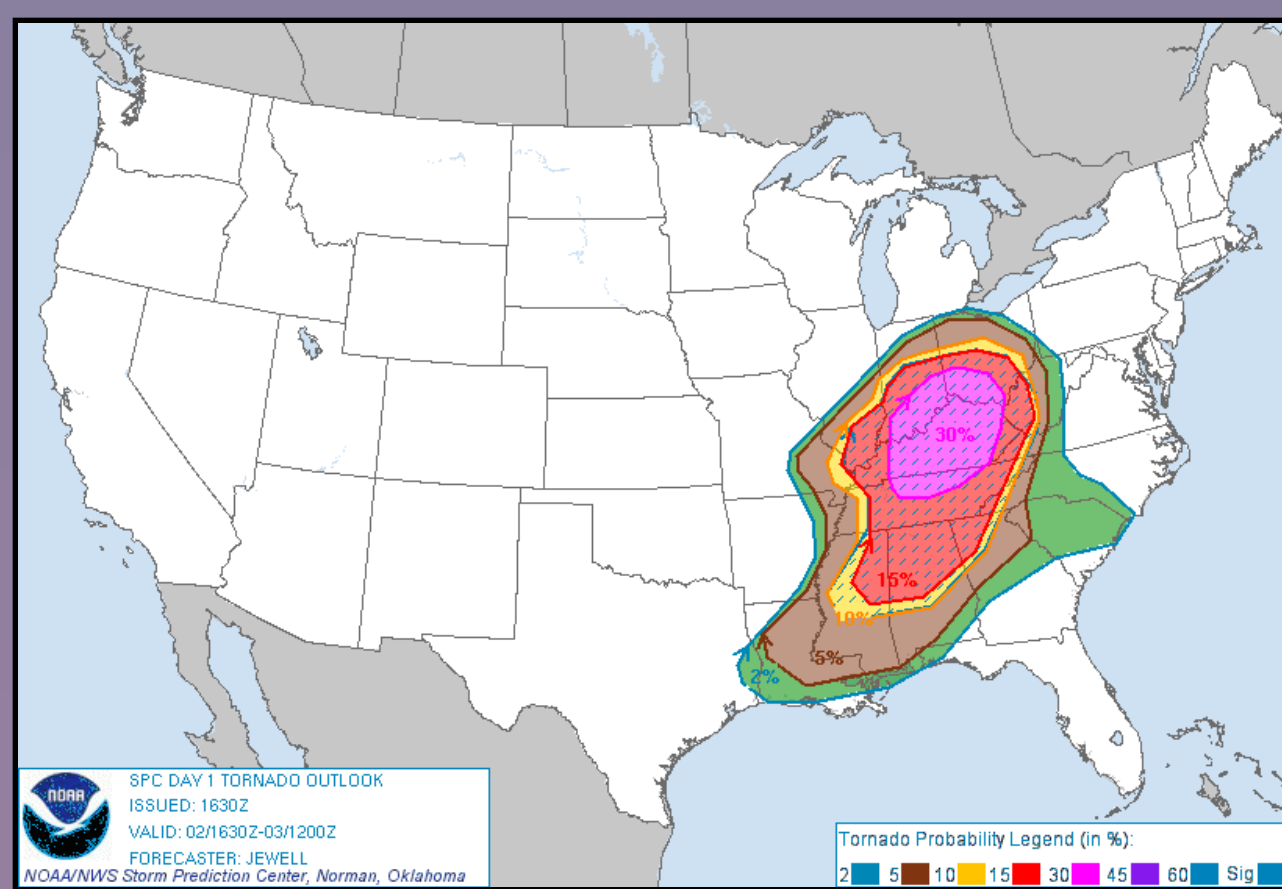 30%
15%
10%
5%
2%
NOAA
SPC DAY 1 TORNADO OUTLOOK
ISSUED: 1630Z
VALID: 02/1630Z-03/1200Z
FORECASTER: JEWELL
NOAA/NWS Storm Prediction Center, Norman, Oklahoma
Tornado Probability Legend (in %):
2 5 10 15 30 45 60 Sig